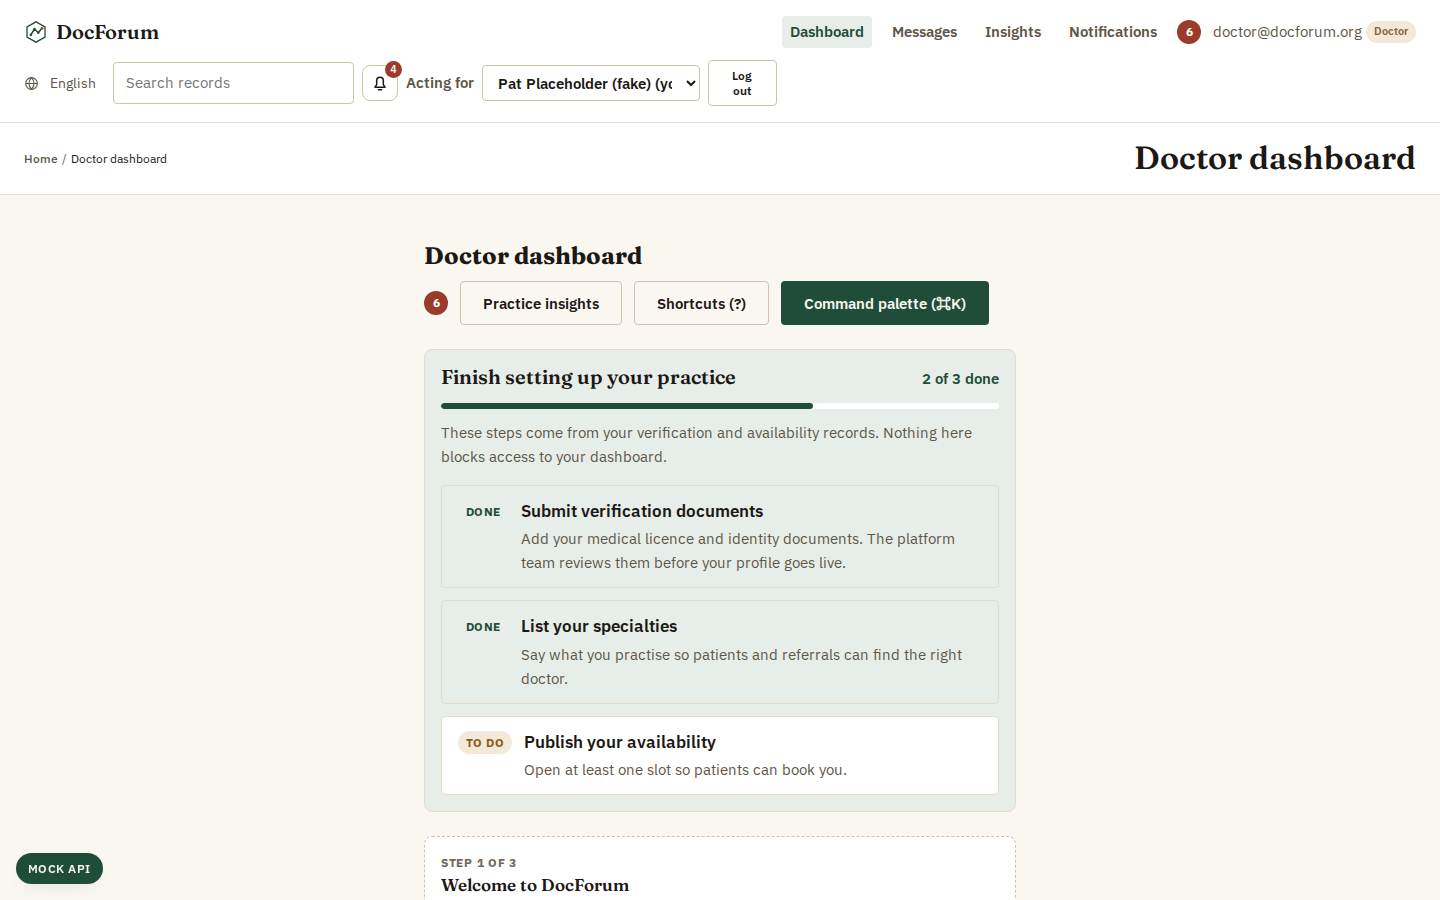 DocForum
Dashboard
Messages
Insights
Notifications
6
doctor@docforum.org
Doctor
English
Search records
4
Acting for
Pat Placeholder (fake) (yc
Log
out
Home / Doctor dashboard
Doctor dashboard
Doctor dashboard
6
Practice insights
Shortcuts (?)
Command palette (⌘K)
Finish setting up your practice
2 of 3 done
These steps come from your verification and availability records. Nothing here
blocks access to your dashboard.
DONE
Submit verification documents
Add your medical licence and identity documents. The platform
team reviews them before your profile goes live.
DONE
List your specialties
Say what you practise so patients and referrals can find the right
doctor.
TO DO
Publish your availability
Open at least one slot so patients can book you.
STEP 1 OF 3
Welcome to DocForum
MOCK API